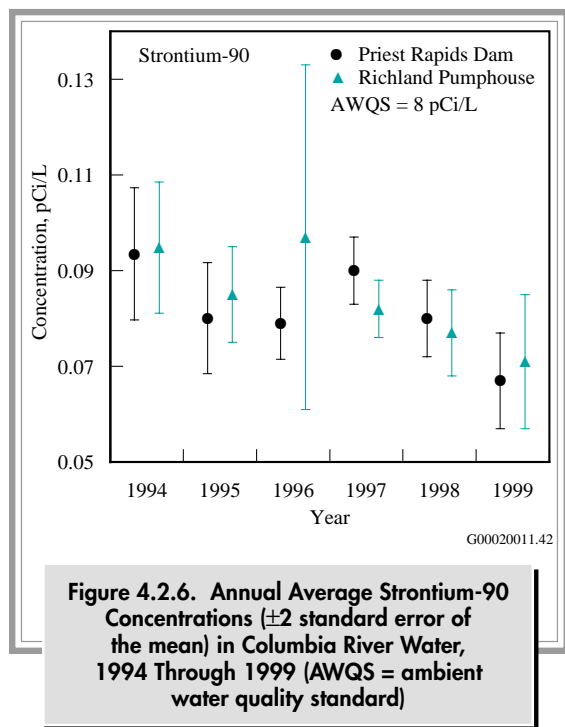 Strontium-90
Priest Rapids Dam
Richland Pumphouse
AWQS = 8 pCi/L
Concentration, pCi/L
0.13
0.11
0.09
0.07
0.05
1994 1995 1996 1997 1998 1999
Year
G00020011.42
Figure 4.2.6. Annual Average Strontium-90
Concentrations (±2 standard error of
the mean) in Columbia River Water,
1994 Through 1999 (AWQS = ambient
water quality standard)